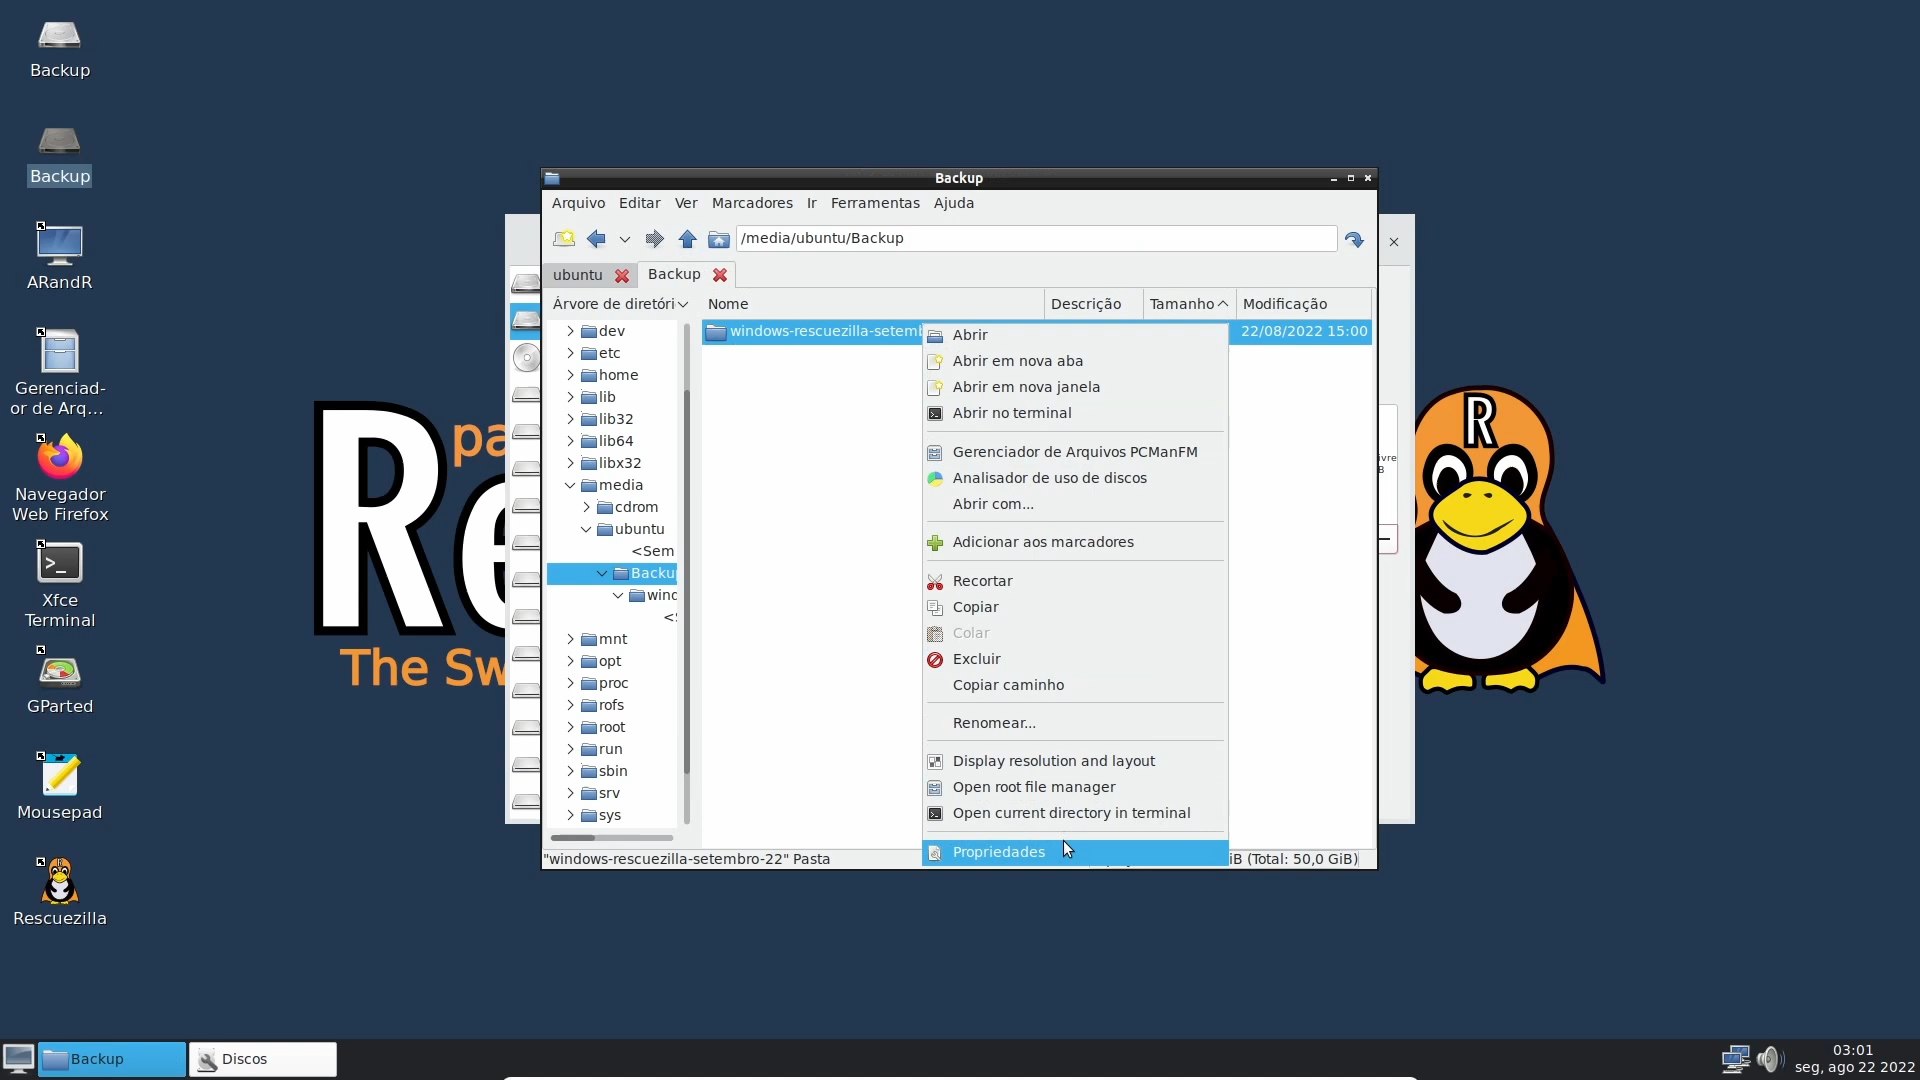 Backup
Backup
ARandR
Gerenciad-
or de Arq...
Navegador
Web Firefox
Xfce
Terminal
GParted
Mousepad
Rescuezilla
R
pa
Re
The Sw
R
Backup
Arquivo Editar Ver Marcadores Ir Ferramentas Ajuda
/media/ubuntu/Backup
ubuntu
Backup
Árvore de diretóri
Nome
Descrição
Tamanho
Modificação
dev
etc
home
lib
lib32
lib64
libx32
media
cdrom
ubuntu
<Sem
Backu
wind
<S
mnt
opt
proc
rofs
root
run
sbin
srv
sys
windows-rescuezilla-setemb
22/08/2022 15:00
Abrir
Abrir em nova aba
Abrir em nova janela
Abrir no terminal
Gerenciador de Arquivos PCManFM
Analisador de uso de discos
Abrir com...
Adicionar aos marcadores
Recortar
Copiar
Colar
Excluir
Copiar caminho
Renomear...
Display resolution and layout
Open root file manager
Open current directory in terminal
Propriedades
"windows-rescuezilla-setembro-22" Pasta
iB (Total: 50,0 GiB)
ivre
B
Backup
Discos
03:01
seg, ago 22 2022